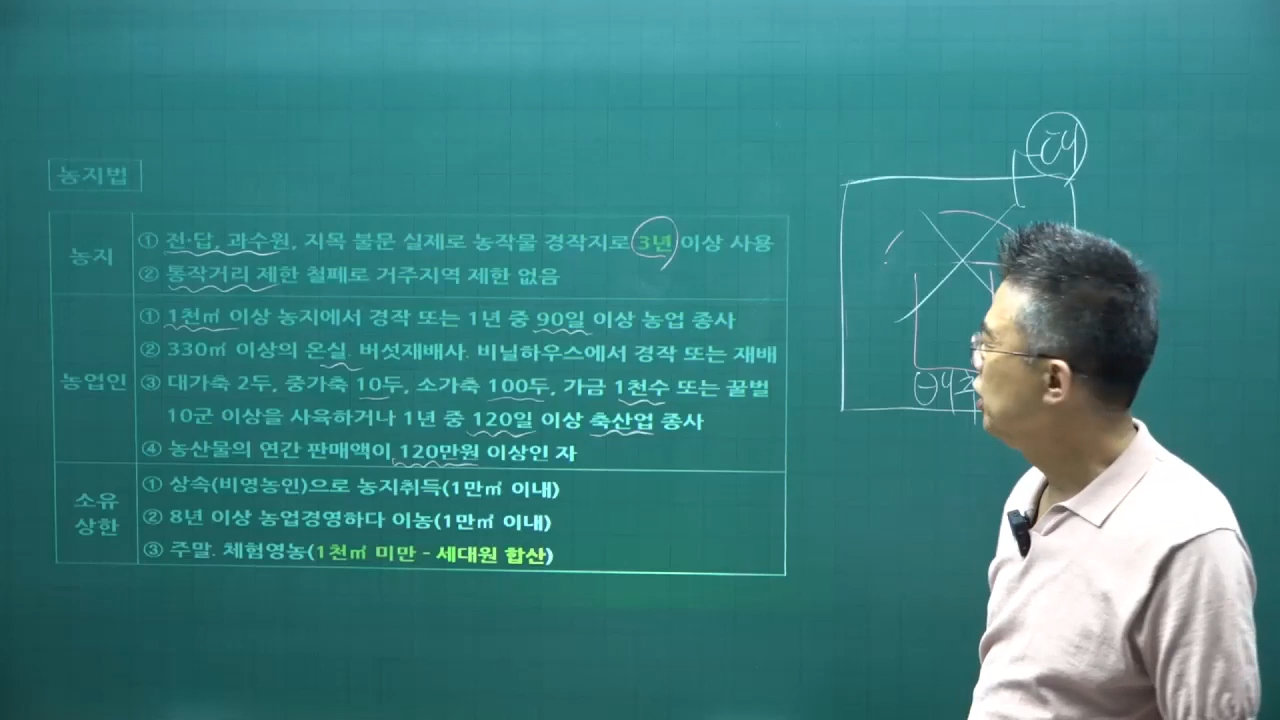 농지법
농지
① 전·답, 과수원, 지목 불문 실제로 농작물 경작지로 3년 이상 사용
② 통작거리 제한 철폐로 거주지역 제한 없음
농업인
① 1천㎡ 이상 농지에서 경작 또는 1년 중 90일 이상 농업 종사
② 330㎡ 이상의 온실. 버섯재배사. 비닐하우스에서 경작 또는 재배
③ 대가축 2두, 중가축 10두, 소가축 100두, 가금 1천수 또는 꿀벌
10군 이상을 사육하거나 1년 중 120일 이상 축산업 종사
④ 농산물의 연간 판매액이 120만원 이상인 자
소유
상한
① 상속(비영농인)으로 농지취득(1만㎡ 이내)
② 8년 이상 농업경영하다 이농(1만㎡ 이내)
③ 주말. 체험영농(1천㎡ 미만 - 세대원 합산)